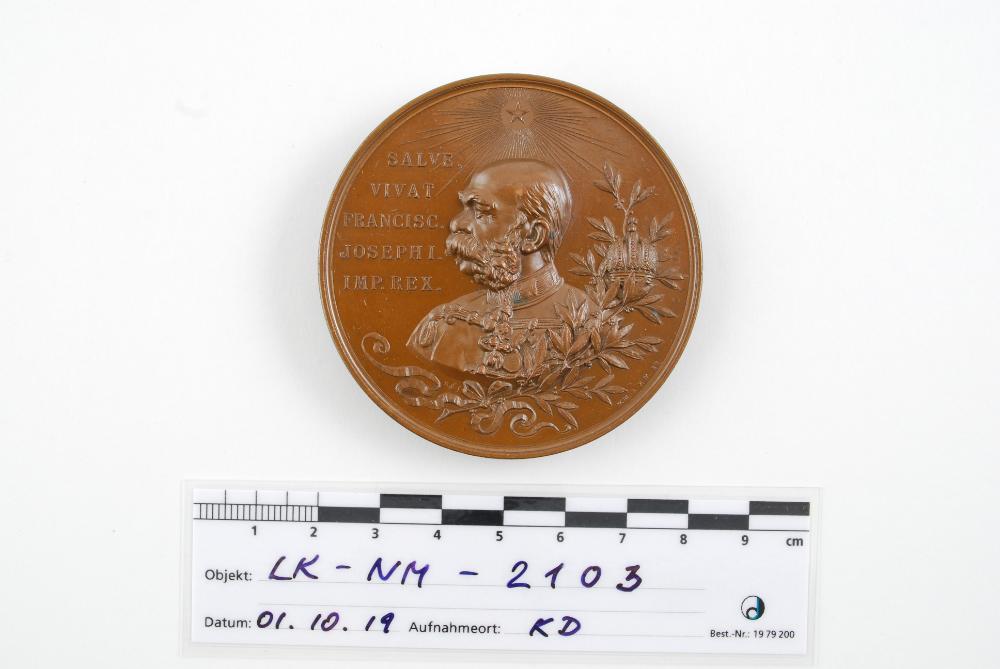 SALVE,
VIVAT
FRANCISC.
JOSEPH I.
IMP. REX.
1 2 3 4 5 6 7 8 9 cm
Objekt: LK-NM-2103
Datum: 01.10.19 Aufnahmeort: KD
Best.-Nr.: 19 79 200